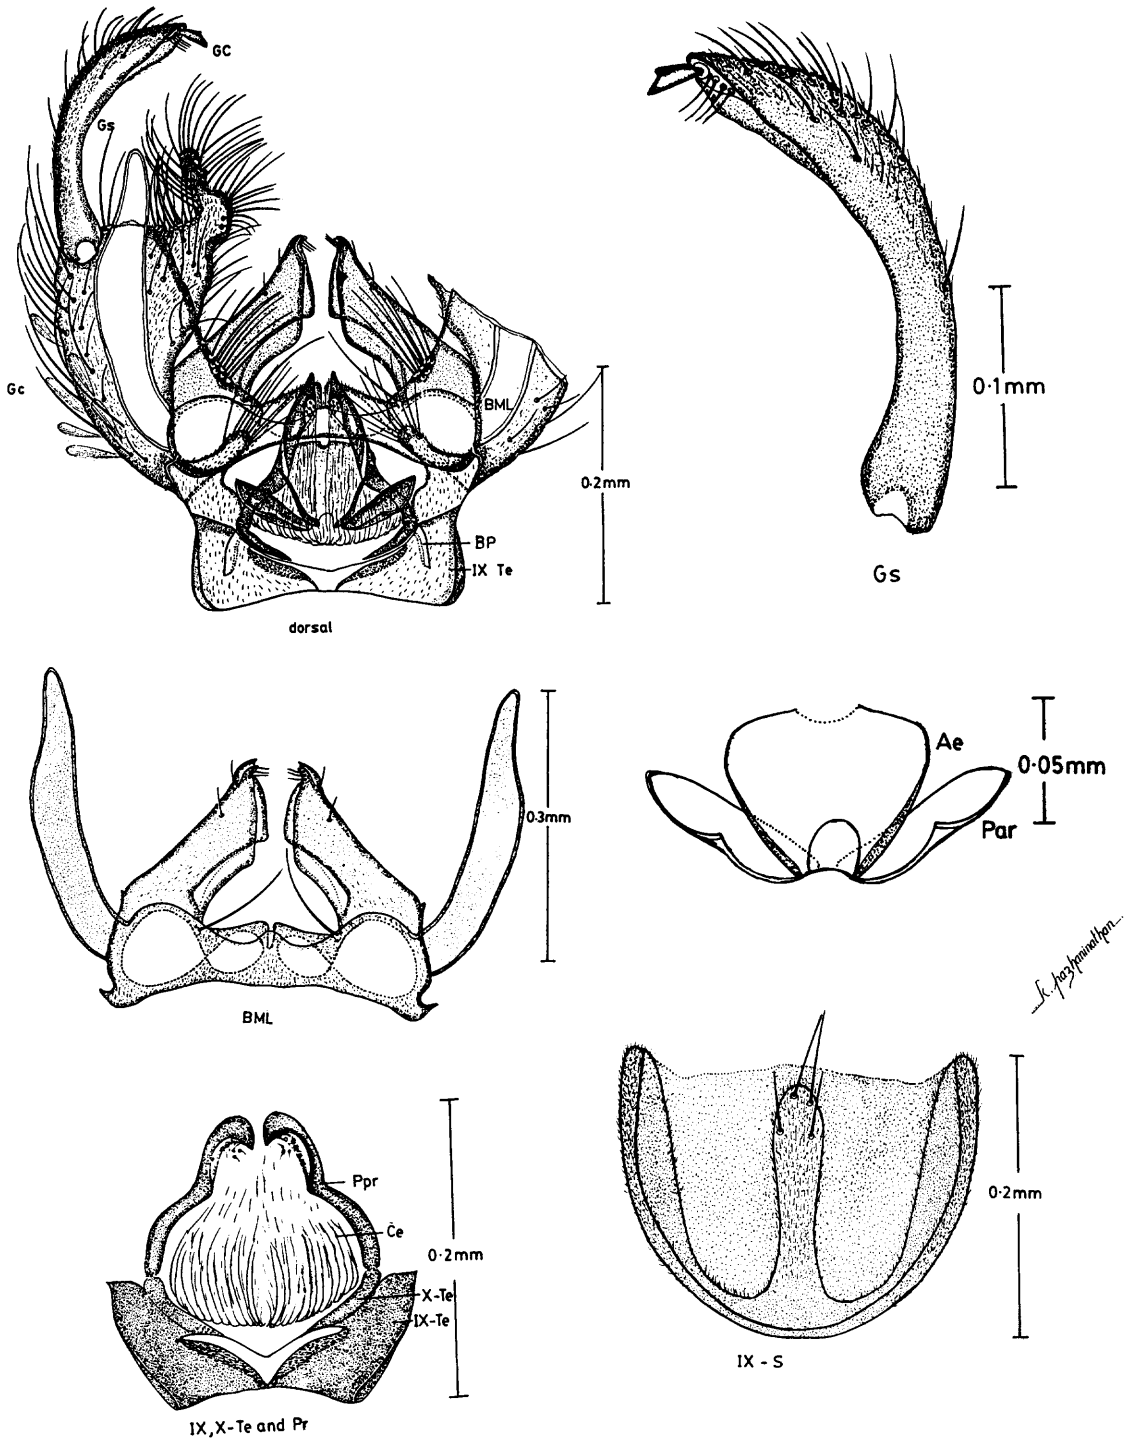 GC
Gs
Gc
BML
0·2mm
BP
IX Te
dorsal
0·1mm
Gs
0·3mm
BML
Ae
0·05mm
Par
K. Pazhaninathan
Ppr
Ce
0·2mm
X-Te
IX-Te
IX,X-Te and Pr
0·2mm
IX - S